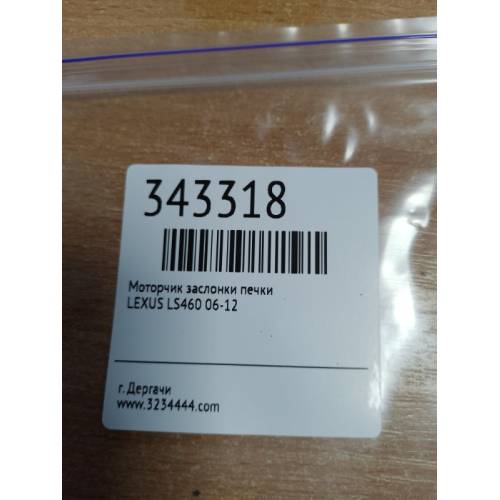 343318
Моторчик заслонки печки
LEXUS LS460 06-12
г. Дергачи
www.3234444.com